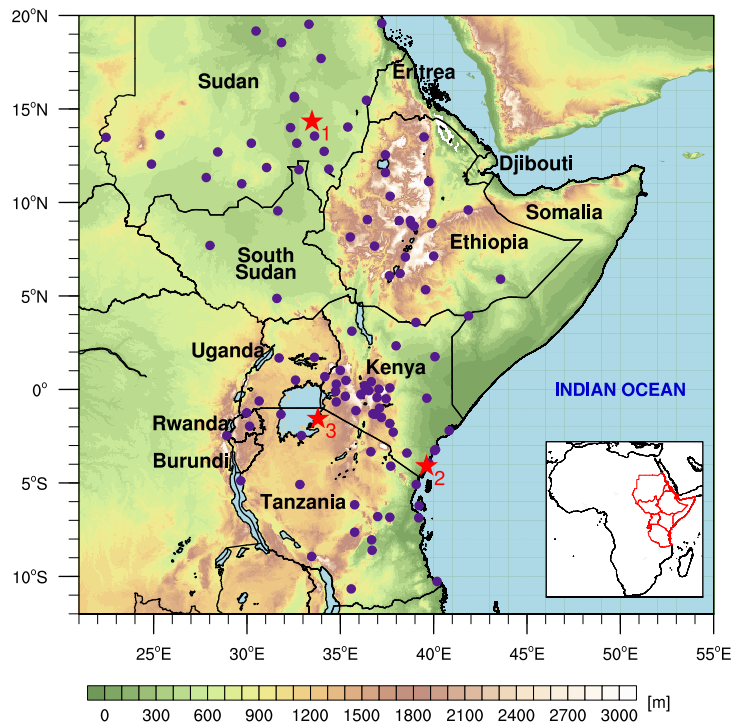 20°N
15°N
10°N
5°N
0°
5°S
10°S
Sudan
Eritrea
1
Djibouti
Somalia
Ethiopia
South
Sudan
Uganda
Kenya
INDIAN OCEAN
Rwanda
3
Burundi
2
Tanzania
25°E
30°E
35°E
40°E
45°E
50°E
55°E
0 300 600 900 1200 1500 1800 2100 2400 2700 3000 [m]